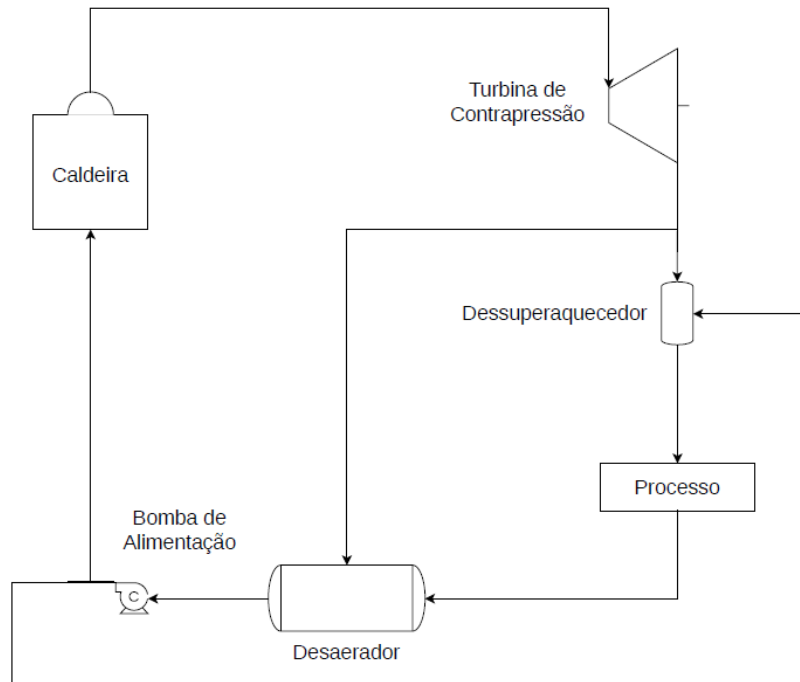 Turbina de
Contrapressão
Caldeira
Dessuperaquecedor
Processo
Bomba de
Alimentação
C
Desaerador